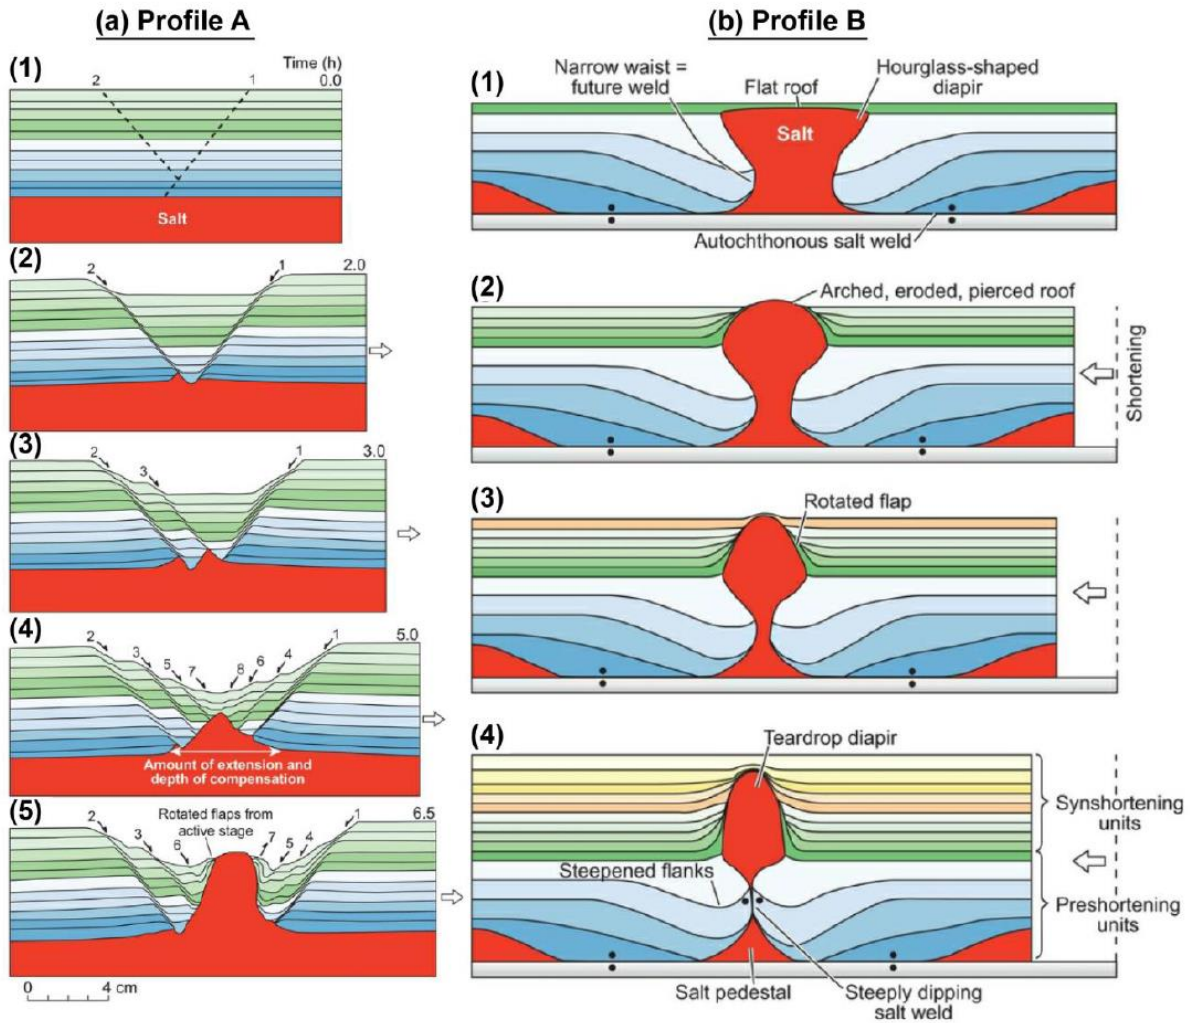 (a) Profile A
(1)
Time (h)
2
1
0.0
Salt
(2)
2
1
2.0
(3)
2
3
1
3.0
(4)
2
3
5
7
8
6
4
1
5.0
Amount of extension and
depth of compensation
(5)
2
3
6
Rotated flaps from
active stage
7
5
4
1
6.5
0
4 cm
(b) Profile B
(1)
Narrow waist =
future weld
Flat roof
Hourglass-shaped
diapir
Salt
Autochthonous salt weld
(2)
Arched, eroded, pierced roof
Shortening
(3)
Rotated flap
(4)
Teardrop diapir
Steepened flanks
Synshortening
units
Preshortening
units
Salt pedestal
Steeply dipping
salt weld